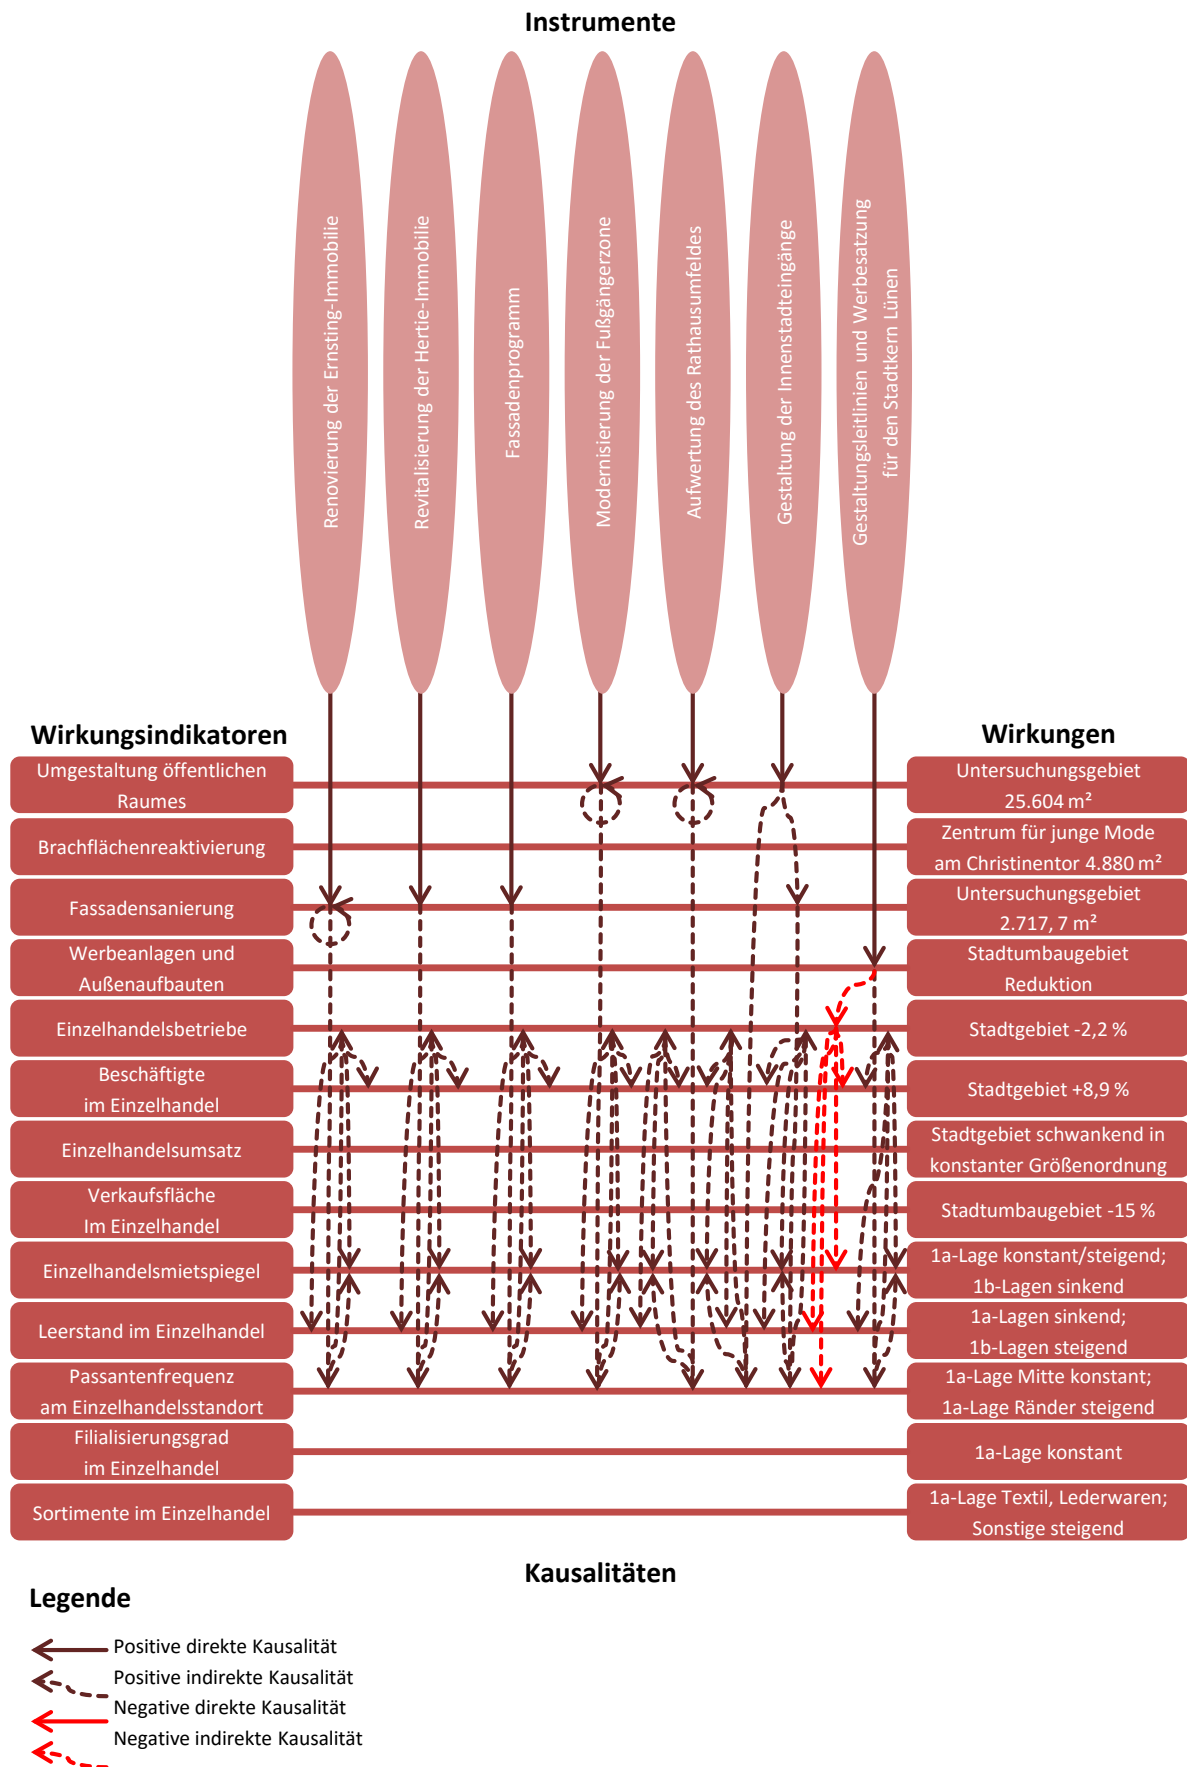 Instrumente
Renovierung der Ernsting-Immobilie
Revitalisierung der Hertie-Immobilie
Fassadenprogramm
Modernisierung der Fußgängerzone
Aufwertung des Rathausumfeldes
Gestaltung der Innenstadteingänge
Gestaltungsleitlinien und Werbesatzung
für den Stadtkern Lünen
Wirkungsindikatoren
Wirkungen
Umgestaltung öffentlichen
Raumes
Untersuchungsgebiet
25.604 m²
Brachflächenreaktivierung
Zentrum für junge Mode
am Christinentor 4.880 m²
Fassadensanierung
Untersuchungsgebiet
2.717, 7 m²
Werbeanlagen und
Außenaufbauten
Stadtumbaugebiet
Reduktion
Einzelhandelsbetriebe
Stadtgebiet -2,2 %
Beschäftigte
im Einzelhandel
Stadtgebiet +8,9 %
Einzelhandelsumsatz
Stadtgebiet schwankend in
konstanter Größenordnung
Verkaufsfläche
Im Einzelhandel
Stadtumbaugebiet -15 %
Einzelhandelsmietspiegel
1a-Lage konstant/steigend;
1b-Lagen sinkend
Leerstand im Einzelhandel
1a-Lagen sinkend;
1b-Lagen steigend
Passantenfrequenz
am Einzelhandelsstandort
1a-Lage Mitte konstant;
1a-Lage Ränder steigend
Filialisierungsgrad
im Einzelhandel
1a-Lage konstant
Sortimente im Einzelhandel
1a-Lage Textil, Lederwaren;
Sonstige steigend
Kausalitäten
Legende
Positive direkte Kausalität
Positive indirekte Kausalität
Negative direkte Kausalität
Negative indirekte Kausalität